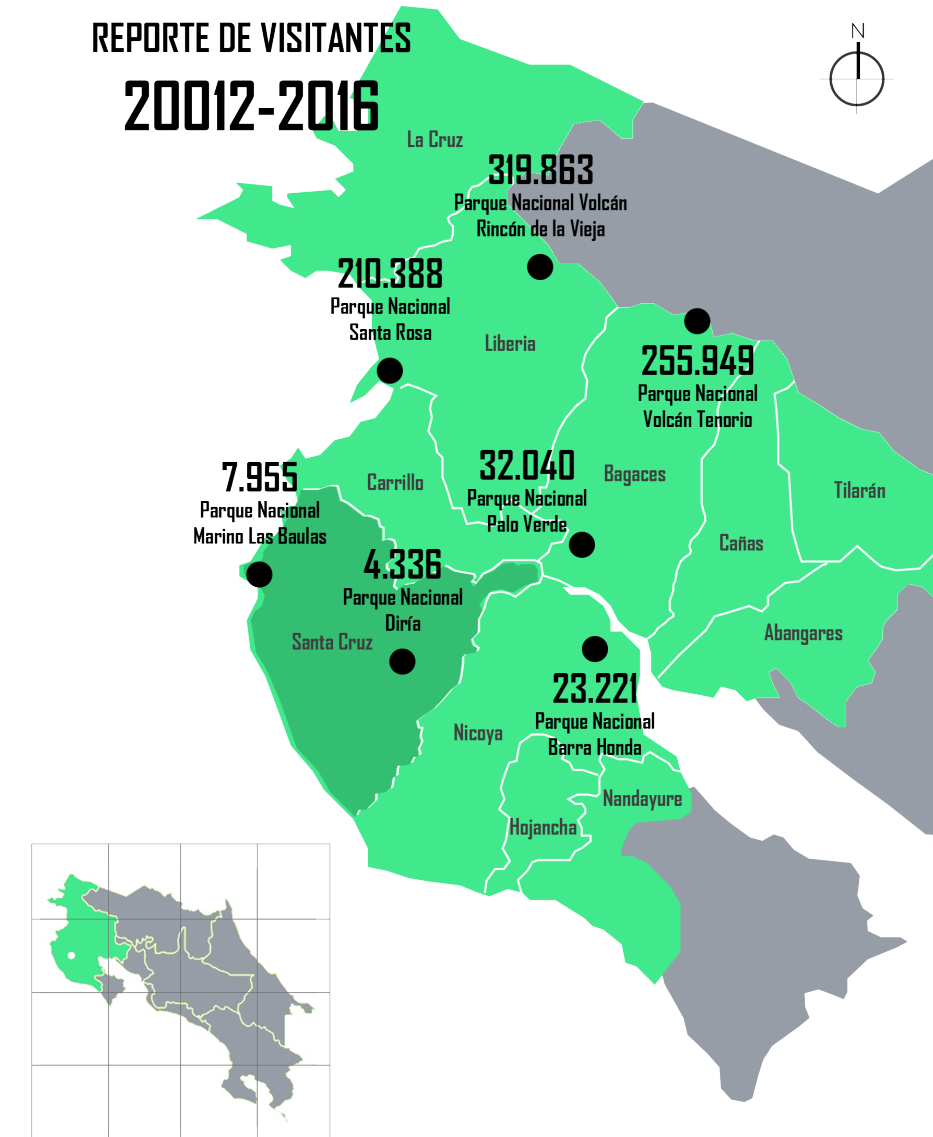 REPORTE DE VISITANTES
20012-2016
N
La Cruz
319.863
Parque Nacional Volcán
Rincón de la Vieja
210.388
Parque Nacional
Santa Rosa
Liberia
255.949
Parque Nacional
Volcán Tenorio
7.955
Parque Nacional
Marino Las Baulas
Carrillo
32.040
Parque Nacional
Palo Verde
Bagaces
Tilarán
Cañas
4.336
Parque Nacional
Diría
Santa Cruz
Abangares
23.221
Parque Nacional
Barra Honda
Nicoya
Nandayure
Hojancha